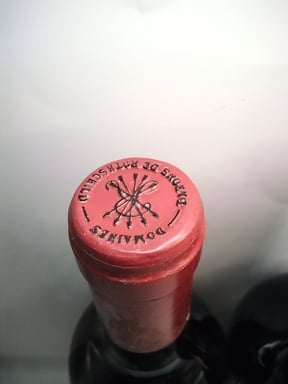 DOMAINES
BARONS DE ROTHSCHILD